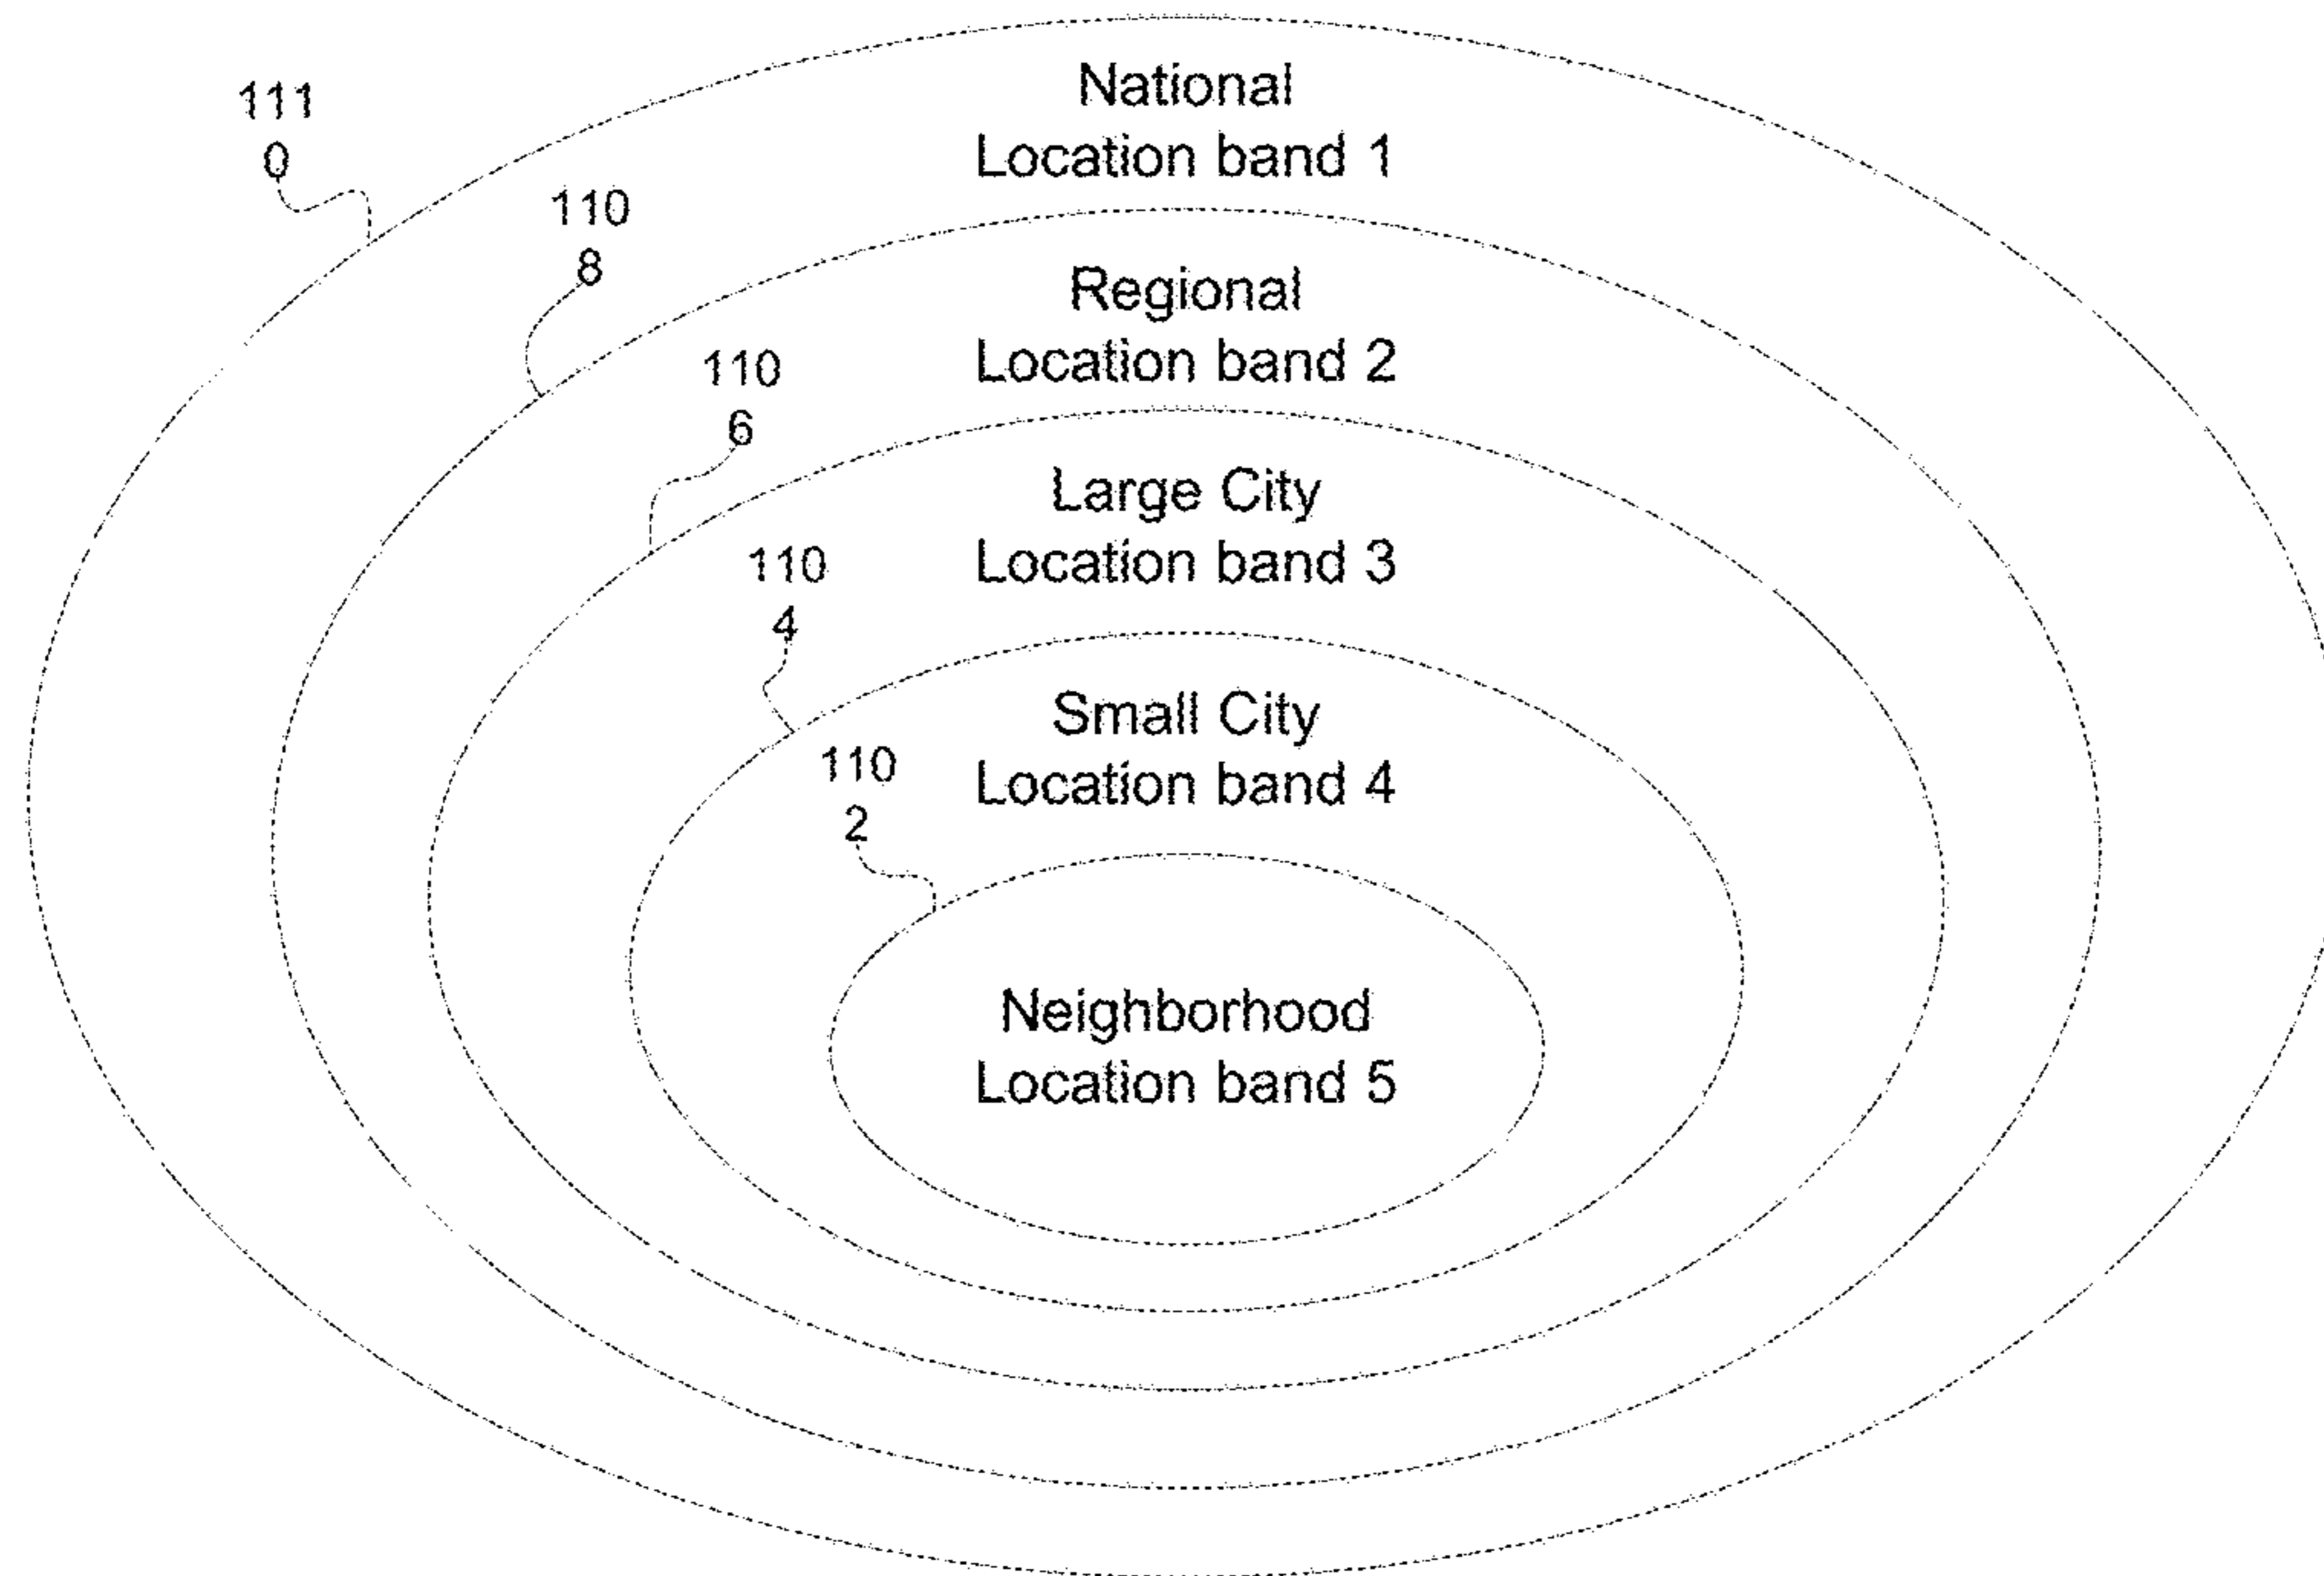 National
Location band 1
111
0
110
8
Regional
Location band 2
110
6
Large City
Location band 3
110
4
Small City
Location band 4
110
2
Neighborhood
Location band 5